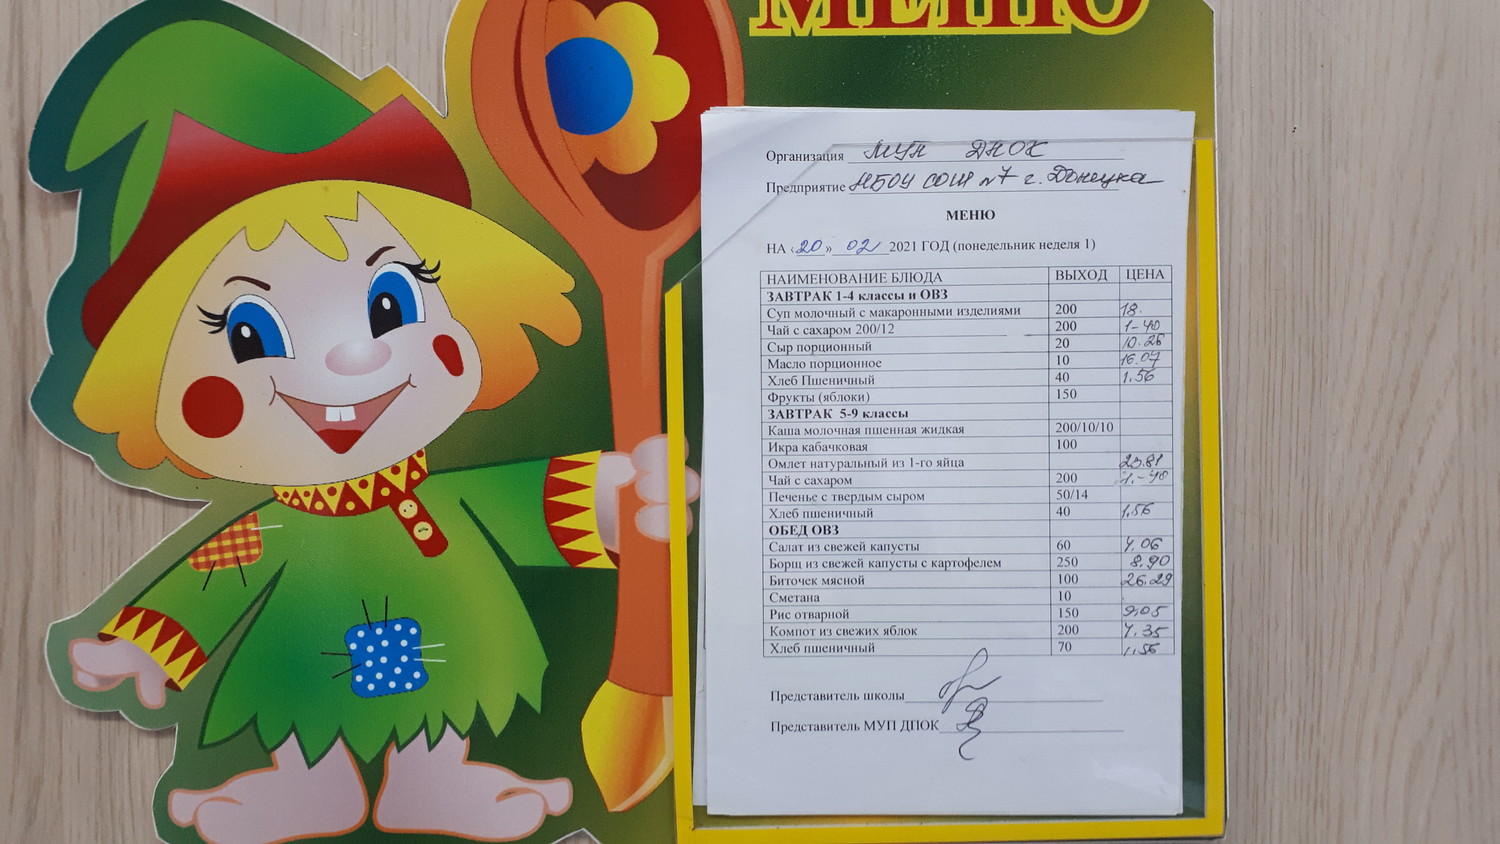 МЕНЮ
Организация МУП ДПОК
Предприятие МБОУ СОШ №7 г. Донецка
МЕНЮ
НА «20» 02 2021 ГОД (понедельник неделя 1)
НАИМЕНОВАНИЕ БЛЮДА ВЫХОД ЦЕНА
ЗАВТРАК 1-4 классы и ОВЗ
Суп молочный с макаронными изделиями 200 18.
Чай с сахаром 200/12 200 1-40
Сыр порционный 20 10.26
Масло порционное 10 16.07
Хлеб Пшеничный 40 1.56
Фрукты (яблоки) 150
ЗАВТРАК 5-9 классы
Каша молочная пшенная жидкая 200/10/10
Икра кабачковая 100
Омлет натуральный из 1-го яйца 23.81
Чай с сахаром 200 1.-40
Печенье с твердым сыром 50/14
Хлеб пшеничный 40 1.56
ОБЕД ОВЗ
Салат из свежей капусты 60 4.06
Борщ из свежей капусты с картофелем 250 8.90
Биточек мясной 100 26.29
Сметана 10
Рис отварной 150 9.05
Компот из свежих яблок 200 4.35
Хлеб пшеничный 70 1.56
Представитель школы
Представитель МУП ДПОК